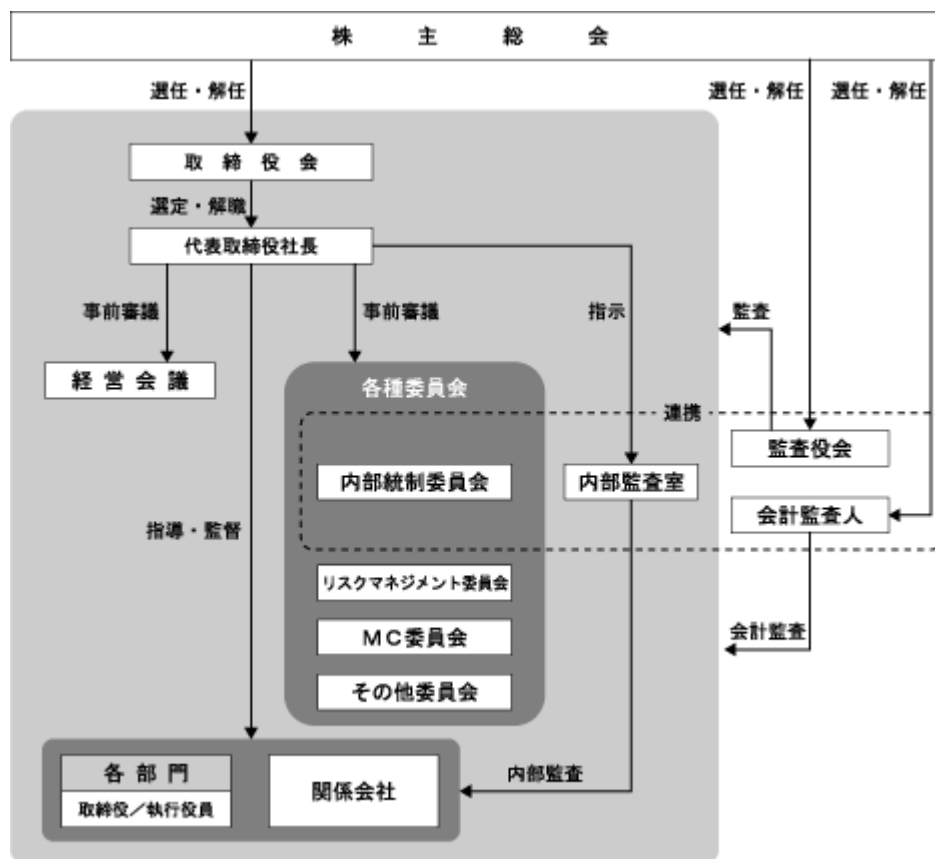 株主総会
選任・解任
選任・解任
選任・解任
取締役会
選定・解職
代表取締役社長
事前審議
事前審議
指示
監査
経営会議
各種委員会
連携
監査役会
内部統制委員会
内部監査室
会計監査人
指導・監督
リスクマネジメント委員会
MC委員会
会計監査
その他委員会
各部門
取締役/執行役員
関係会社
内部監査